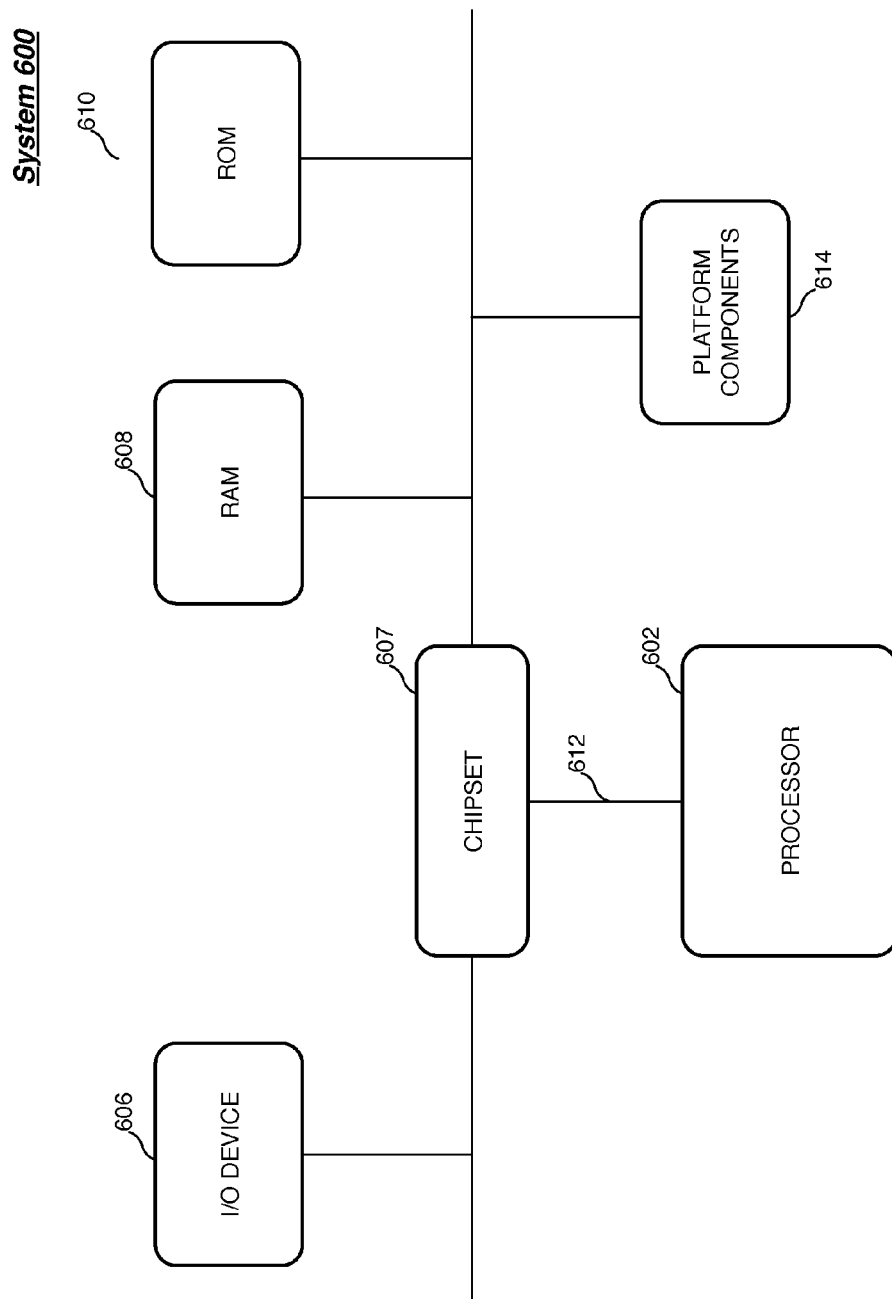 System 600
606
I/O DEVICE
608
RAM
610
ROM
607
CHIPSET
612
602
PROCESSOR
PLATFORM
COMPONENTS
614